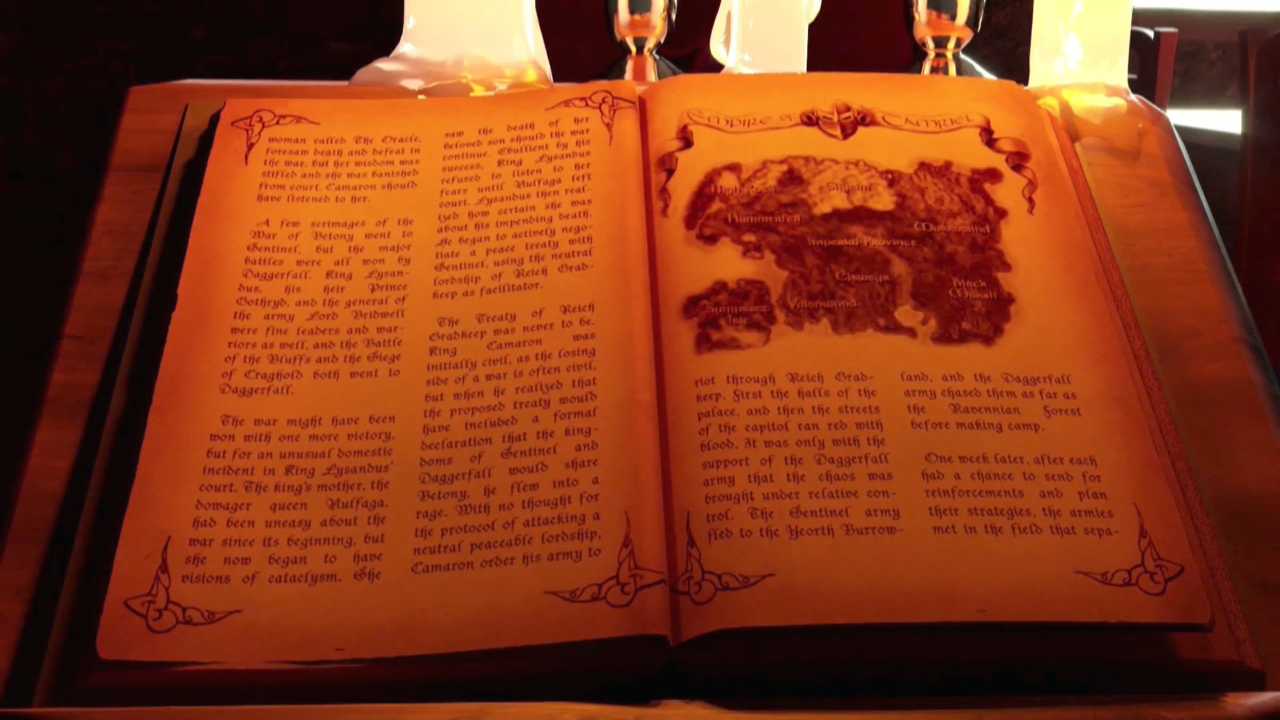 woman called The Oracle,
foresaw death and defeat in
the war, but her wisdom was
stifled and she was banished
from court. Camaron should
have listened to her.
A few scrimages of the
War of Betony went to
Sentinel, but the major
battles were all won by
Daggerfall. King Lysan-
dus, his heir Prince
Gothryd, and the general of
the army Lord Bridwell
were fine leaders and war-
riors as well, and the Battle
of the Bluffs and the Siege
of Craghold both went to
Daggerfall.
The war might have been
won with one more victory,
but for an unusual domestic
incident in King Lysandus'
court. The king's mother, the
dowager queen Nulfaga,
had been uneasy about the
war since its beginning, but
she now began to have
visions of cataclysm. She
saw the death of her
beloved son should the war
continue. Ebullient by his
success, King Lysandus
refused to listen to her
fears until Nulfaga left
court. Lysandus then real-
ized how certain she was
about his impending death.
He began to actively nego-
tiate a peace treaty with
Sentinel, using the neutral
lordship of Reich Grad-
keep as facilitator.
The Treaty of Reich
Gradkeep was never to be.
King Camaron was
initially civil, as the losing
side of a war is often civil,
but when he realized that
the proposed treaty would
have included a formal
declaration that the king-
doms of Sentinel and
Daggerfall would share
Betony, he flew into a
rage. With no thought for
the protocol of attacking a
neutral peaceable lordship,
Camaron order his army to
EMPIRE OF TAMRIEL
High Rock
Skyrim
Hammerfell
Morrowind
Imperial Province
Elsweyr
Black
Marsh
Valenwood
Summerset
Isle
riot through Reich Grad-
keep. First the halls of the
palace, and then the streets
of the capitol ran red with
blood. It was only with the
support of the Daggerfall
army that the chaos was
brought under relative con-
trol. The Sentinel army
fled to the Yeorth Burrow-
land, and the Daggerfall
army chased them as far as
the Ravennian Forest
before making camp.
One week later, after each
had a chance to send for
reinforcements and plan
their strategies, the armies
met in the field that sepa-